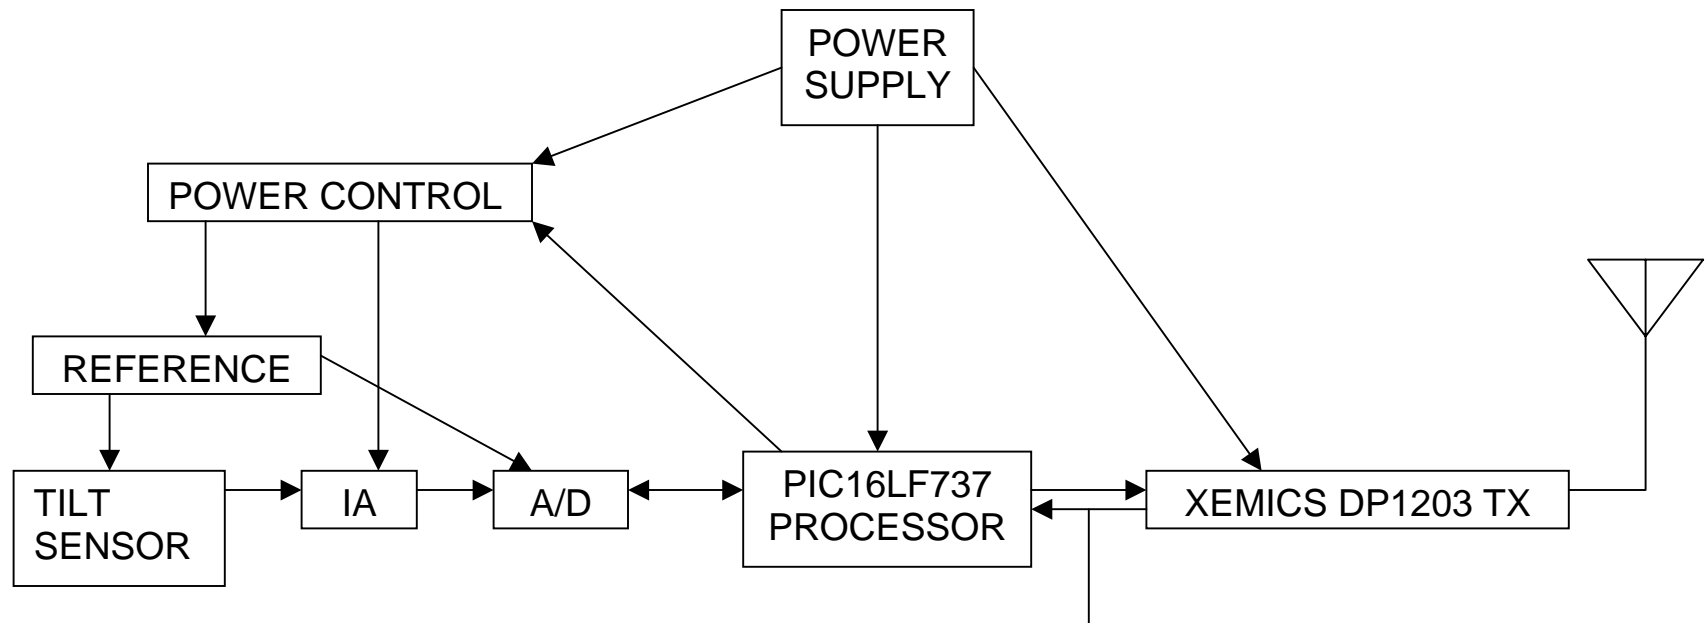 POWER
SUPPLY
POWER CONTROL
REFERENCE
TILT
SENSOR
IA
A/D
PIC16LF737
PROCESSOR
XEMICS DP1203 TX